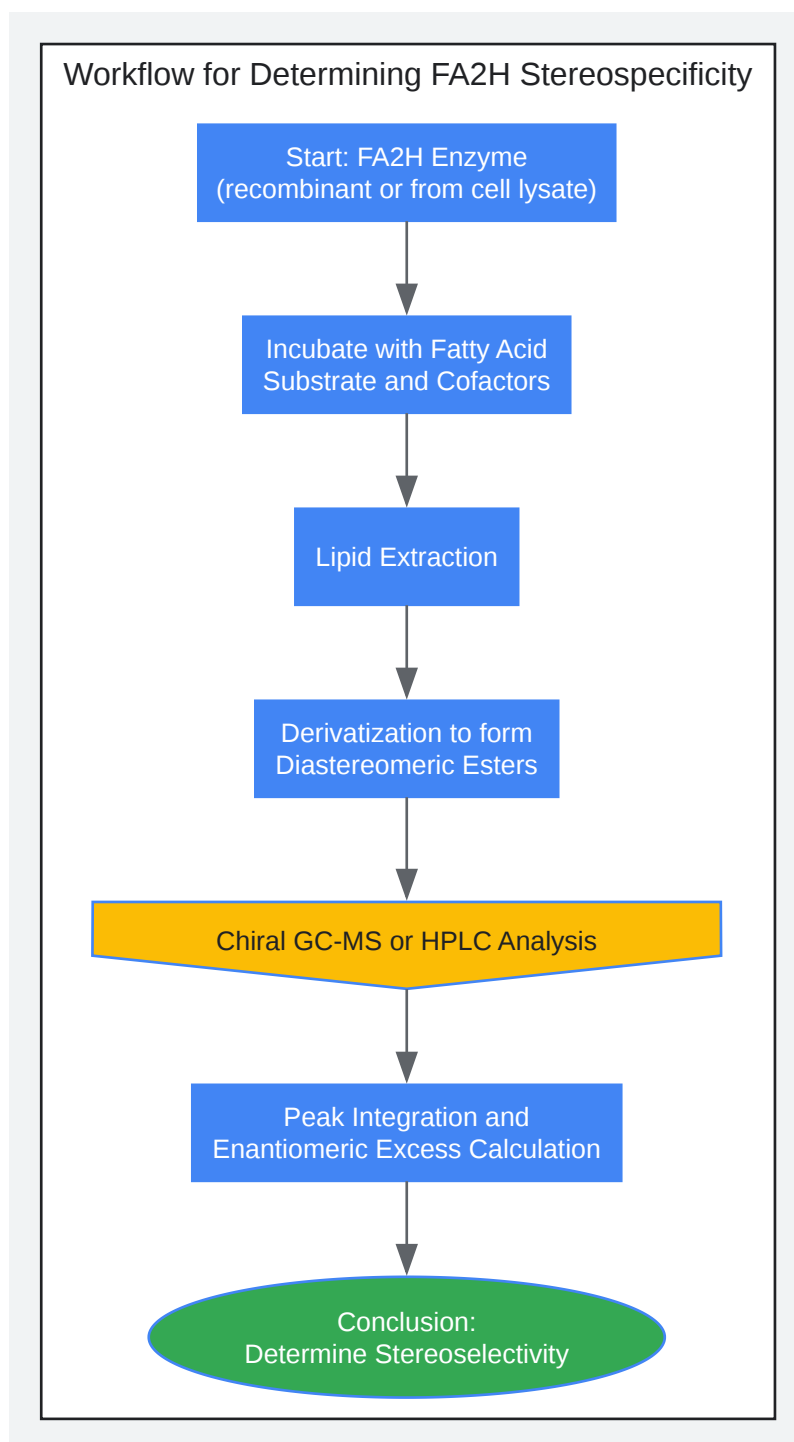 Workflow for Determining FA2H Stereospecificity
Start: FA2H Enzyme
(recombinant or from cell lysate)
Incubate with Fatty Acid
Substrate and Cofactors
Lipid Extraction
Derivatization to form
Diastereomeric Esters
Chiral GC-MS or HPLC Analysis
Peak Integration and
Enantiomeric Excess Calculation
Conclusion:
Determine Stereoselectivity